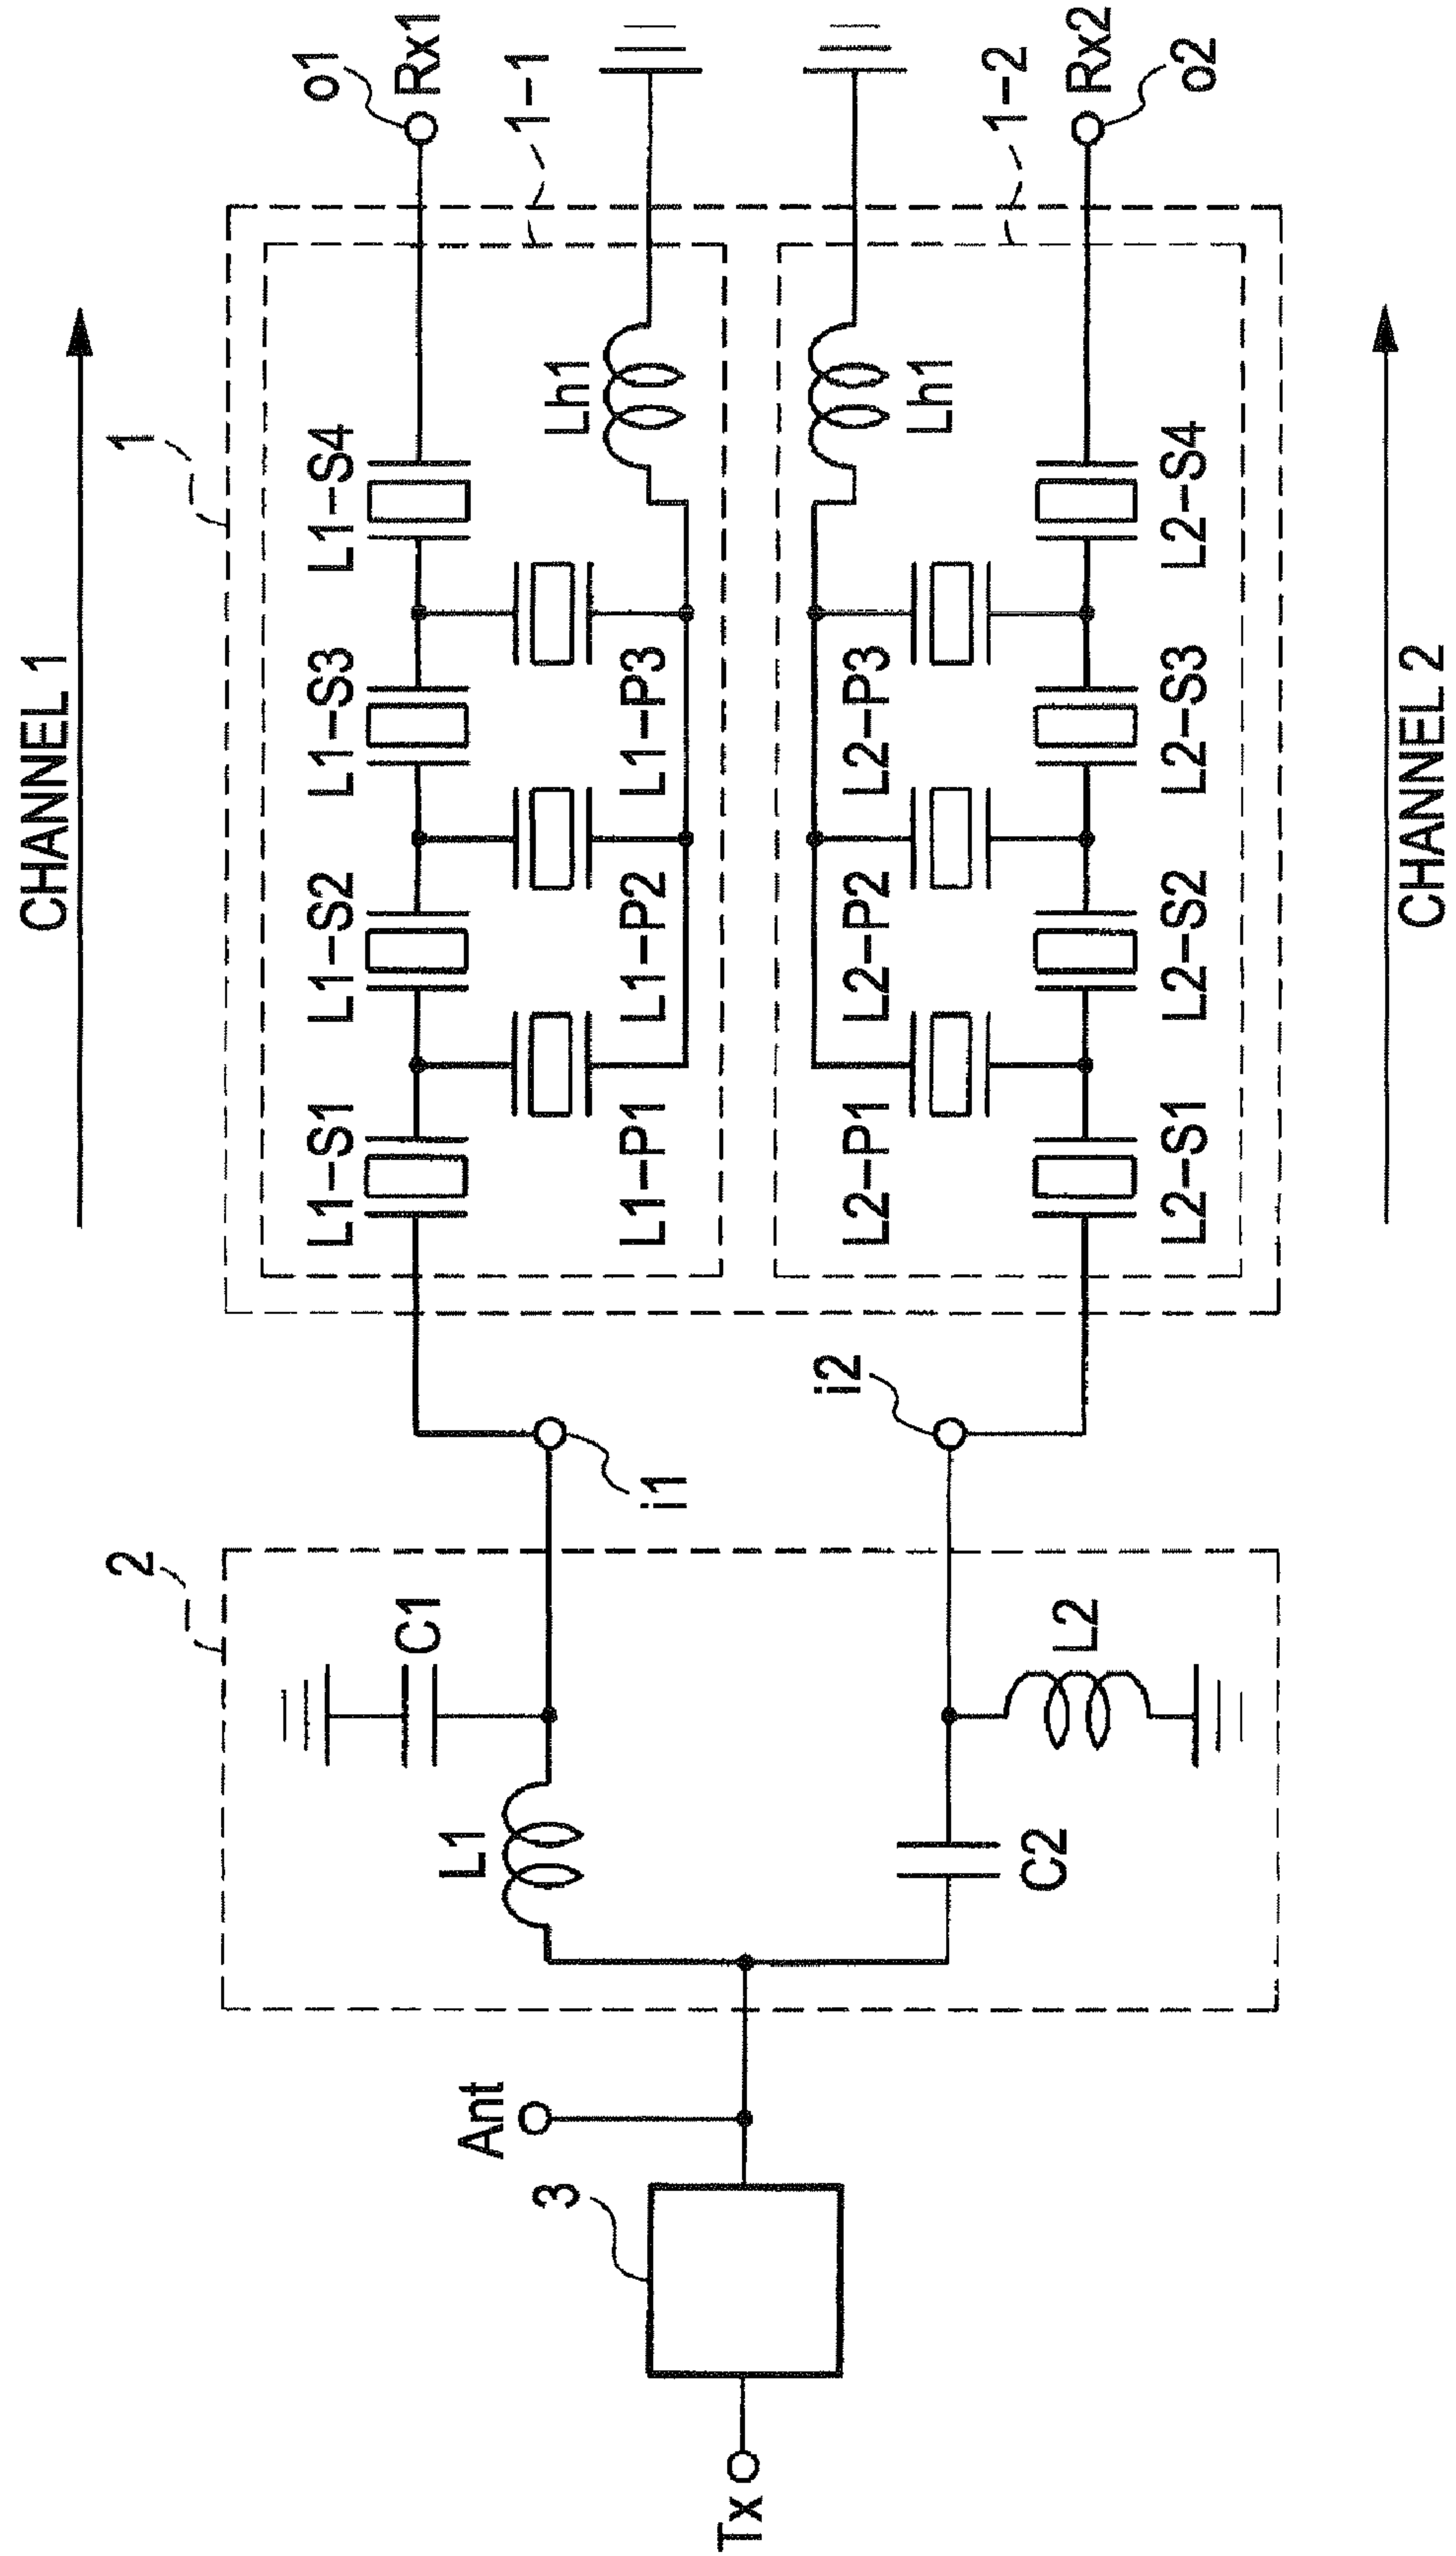 CHANNEL 1
1
o1
Rx1
L1–S1
L1–S2
L1–S3
L1–S4
1–1
Lh1
L1–P1
L1–P2
L1–P3
2
C1
L1
i1
Ant
3
Tx
i2
C2
L2
L2–P1
L2–P2
L2–P3
Lh1
1–2
L2–S1
L2–S2
L2–S3
L2–S4
Rx2
o2
CHANNEL 2